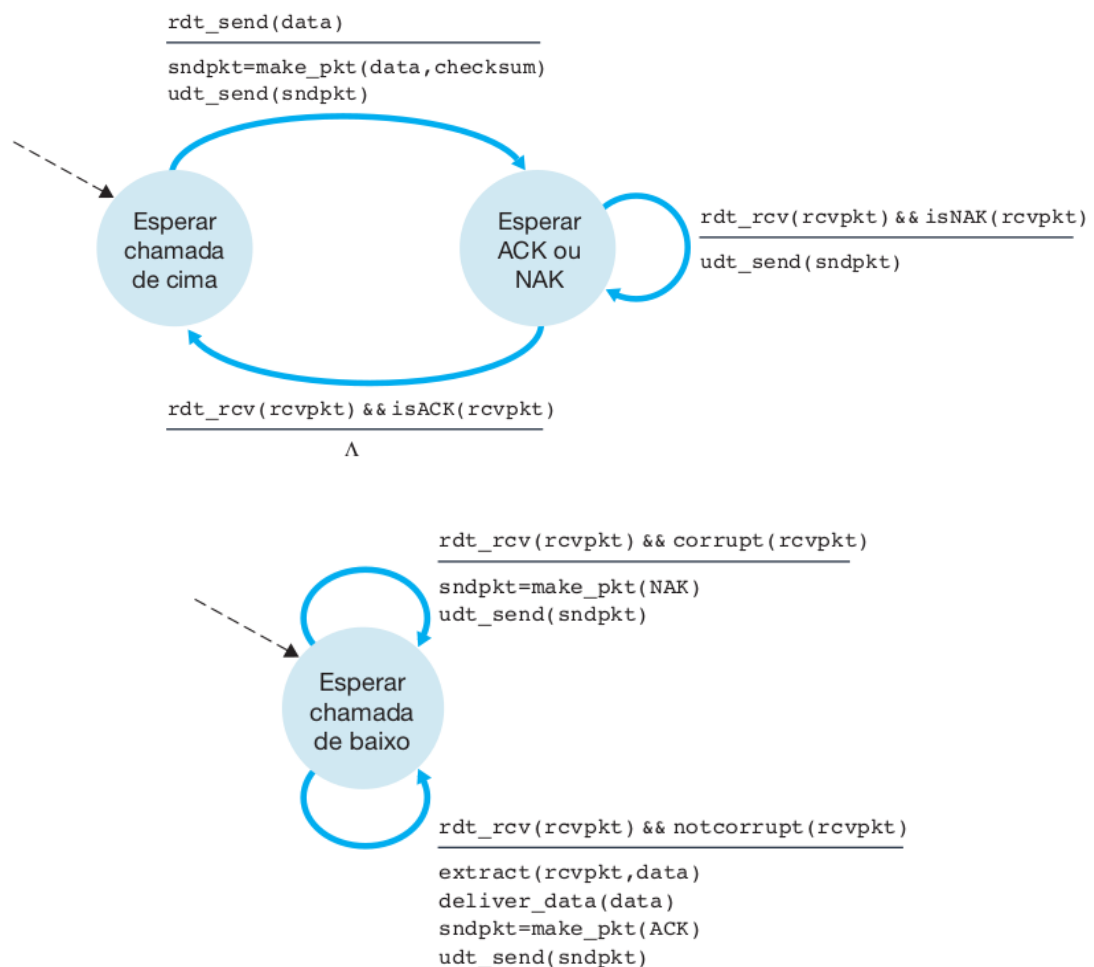 rdt_send(data)
sndpkt=make_pkt(data,checksum)
udt_send(sndpkt)
Esperar
chamada
de cima
Esperar
ACK ou
NAK
rdt_rcv(rcvpkt) && isNAK(rcvpkt)
udt_send(sndpkt)
rdt_rcv(rcvpkt) && isACK(rcvpkt)
Λ
rdt_rcv(rcvpkt) && corrupt(rcvpkt)
sndpkt=make_pkt(NAK)
udt_send(sndpkt)
Esperar
chamada
de baixo
rdt_rcv(rcvpkt) && notcorrupt(rcvpkt)
extract(rcvpkt,data)
deliver_data(data)
sndpkt=make_pkt(ACK)
udt_send(sndpkt)